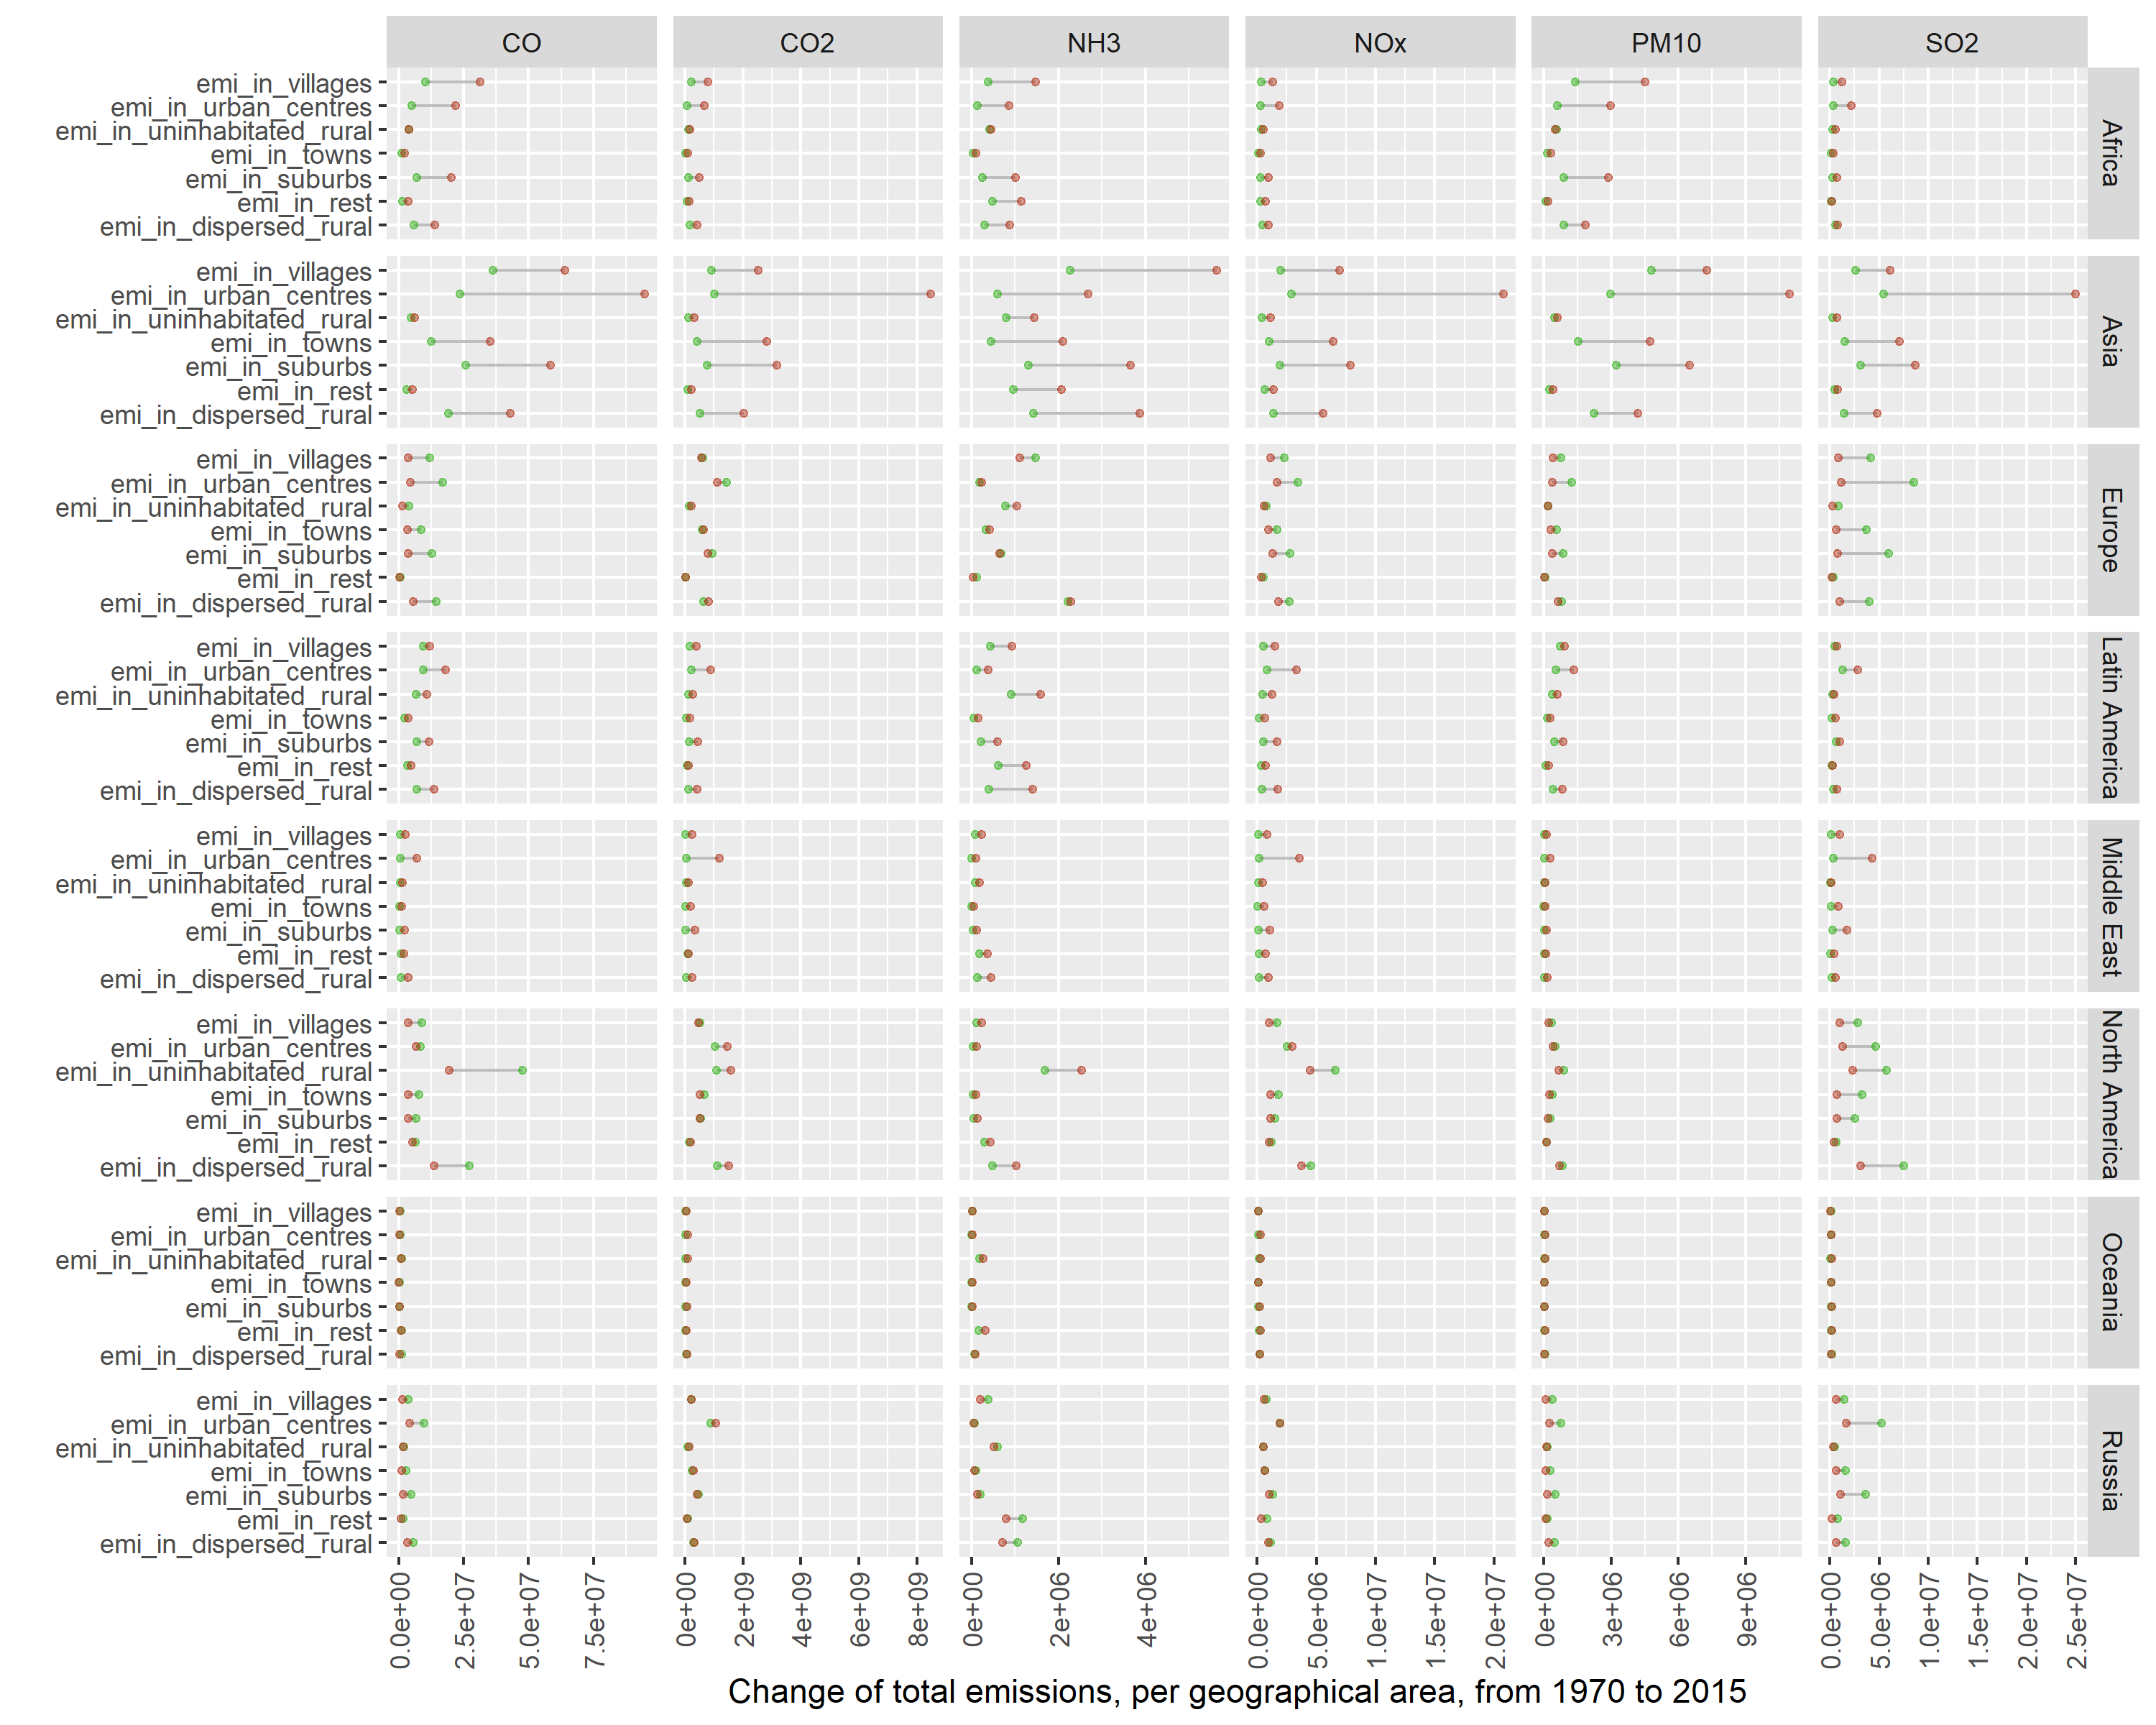 CO CO2 NH3 NOx PM10 SO2
emi_in_villages
emi_in_urban_centres
emi_in_uninhabitated_rural
emi_in_towns
emi_in_suburbs
emi_in_rest
emi_in_dispersed_rural
Africa
emi_in_villages
emi_in_urban_centres
emi_in_uninhabitated_rural
emi_in_towns
emi_in_suburbs
emi_in_rest
emi_in_dispersed_rural
Asia
emi_in_villages
emi_in_urban_centres
emi_in_uninhabitated_rural
emi_in_towns
emi_in_suburbs
emi_in_rest
emi_in_dispersed_rural
Europe
emi_in_villages
emi_in_urban_centres
emi_in_uninhabitated_rural
emi_in_towns
emi_in_suburbs
emi_in_rest
emi_in_dispersed_rural
Latin America
emi_in_villages
emi_in_urban_centres
emi_in_uninhabitated_rural
emi_in_towns
emi_in_suburbs
emi_in_rest
emi_in_dispersed_rural
Middle East
emi_in_villages
emi_in_urban_centres
emi_in_uninhabitated_rural
emi_in_towns
emi_in_suburbs
emi_in_rest
emi_in_dispersed_rural
North America
emi_in_villages
emi_in_urban_centres
emi_in_uninhabitated_rural
emi_in_towns
emi_in_suburbs
emi_in_rest
emi_in_dispersed_rural
Oceania
emi_in_villages
emi_in_urban_centres
emi_in_uninhabitated_rural
emi_in_towns
emi_in_suburbs
emi_in_rest
emi_in_dispersed_rural
Russia
0.0e+00 2.5e+07 5.0e+07 7.5e+07 0e+00 2e+09 4e+09 6e+09 8e+09 0e+00 2e+06 4e+06 0.0e+00 5.0e+06 1.0e+07 1.5e+07 2.0e+07 0e+00 3e+06 6e+06 9e+06 0.0e+00 5.0e+06 1.0e+07 1.5e+07 2.0e+07 2.5e+07
Change of total emissions, per geographical area, from 1970 to 2015